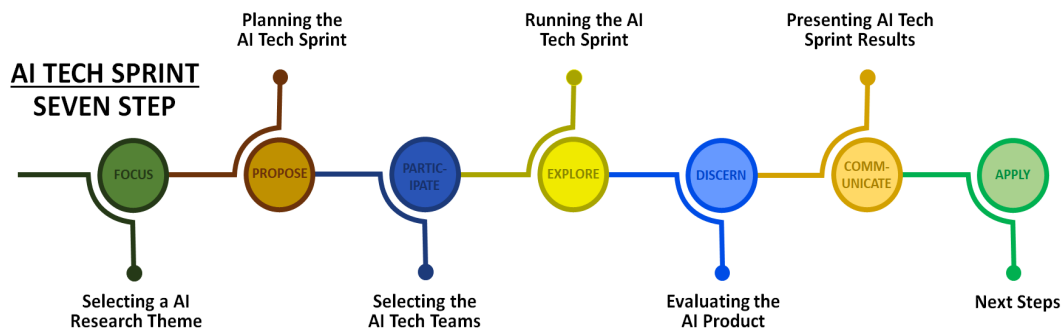 AI TECH SPRINT
SEVEN STEP
Planning the
AI Tech Sprint
Running the AI
Tech Sprint
Presenting AI Tech
Sprint Results
FOCUS
PROPOSE
PARTIC-
IPATE
EXPLORE
DISCERN
COMM-
UNICATE
APPLY
Selecting a AI
Research Theme
Selecting the
AI Tech Teams
Evaluating the
AI Product
Next Steps